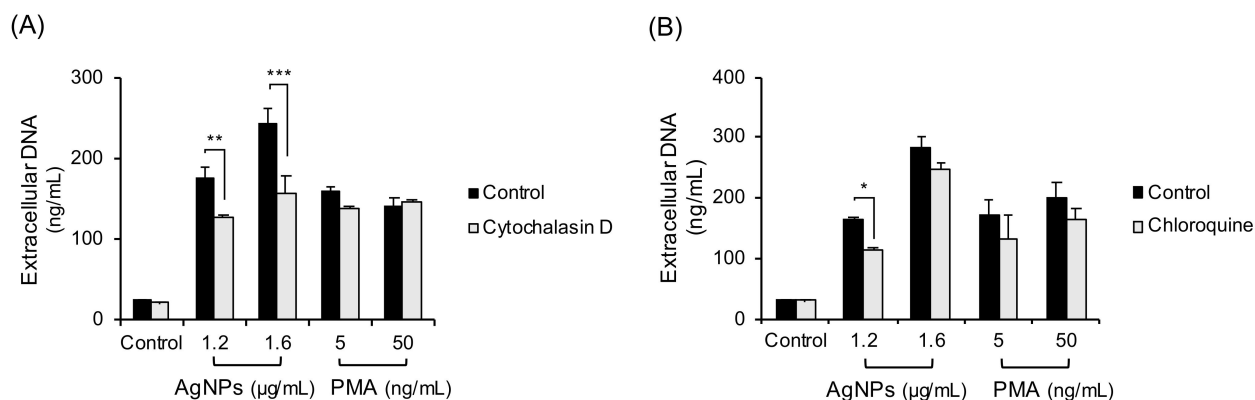 (A)
Extracellular DNA
(ng/mL)
300
200
100
0
**
***
Control
1.2
1.6
5
50
AgNPs (µg/mL)
PMA (ng/mL)
Control
Cytochalasin D
(B)
Extracellular DNA
(ng/mL)
400
300
200
100
0
*
Control
1.2
1.6
5
50
AgNPs (µg/mL)
PMA (ng/mL)
Control
Chloroquine